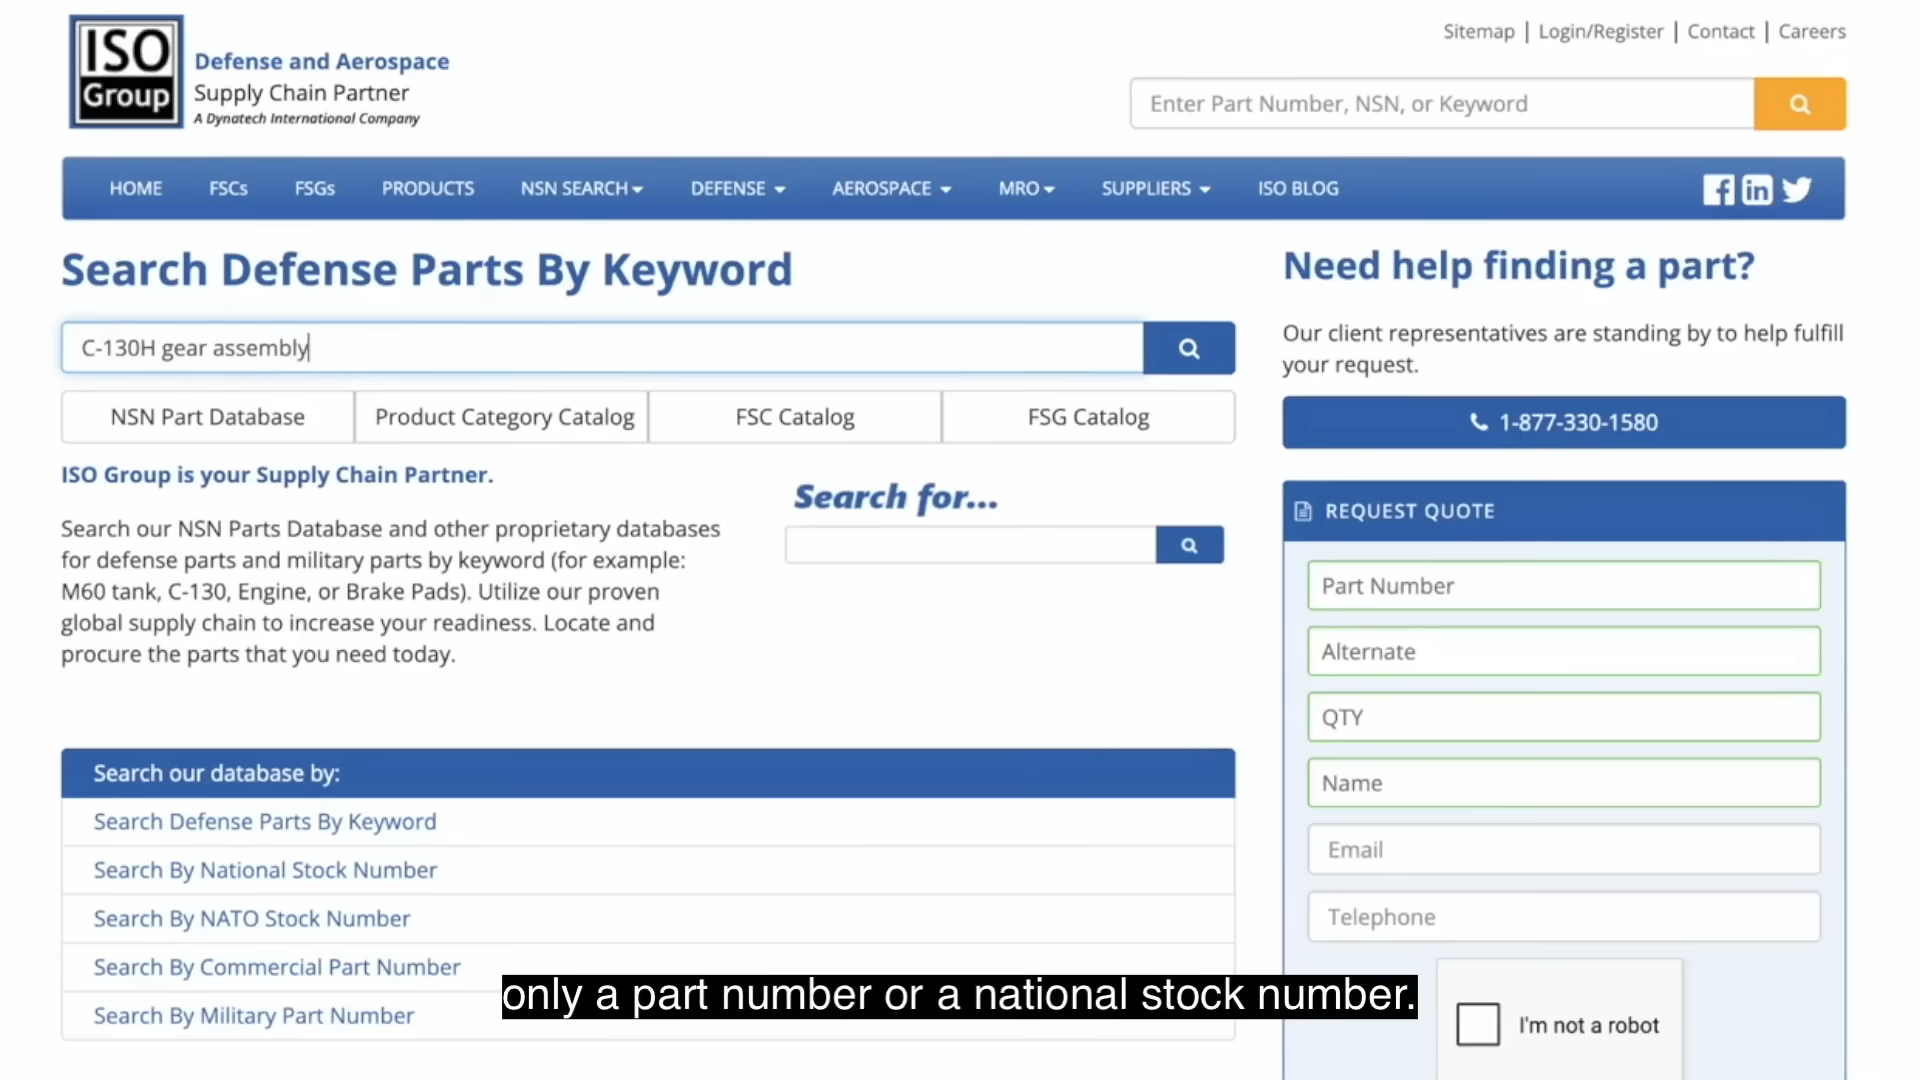 ISO
Group
Defense and Aerospace
Supply Chain Partner
A Dynatech International Company
Sitemap | Login/Register | Contact | Careers
Enter Part Number, NSN, or Keyword
HOME FSCs FSGs PRODUCTS NSN SEARCH DEFENSE AEROSPACE MRO SUPPLIERS ISO BLOG
Search Defense Parts By Keyword
C-130H gear assembly
NSN Part Database Product Category Catalog FSC Catalog FSG Catalog
ISO Group is your Supply Chain Partner.
Search our NSN Parts Database and other proprietary databases
for defense parts and military parts by keyword (for example:
M60 tank, C-130, Engine, or Brake Pads). Utilize our proven
global supply chain to increase your readiness. Locate and
procure the parts that you need today.
Search for...
Search our database by:
Search Defense Parts By Keyword
Search By National Stock Number
Search By NATO Stock Number
Search By Commercial Part Number
Search By Military Part Number
Need help finding a part?
Our client representatives are standing by to help fulfill
your request.
1-877-330-1580
REQUEST QUOTE
Part Number
Alternate
QTY
Name
Email
Telephone
I'm not a robot
only a part number or a national stock number.